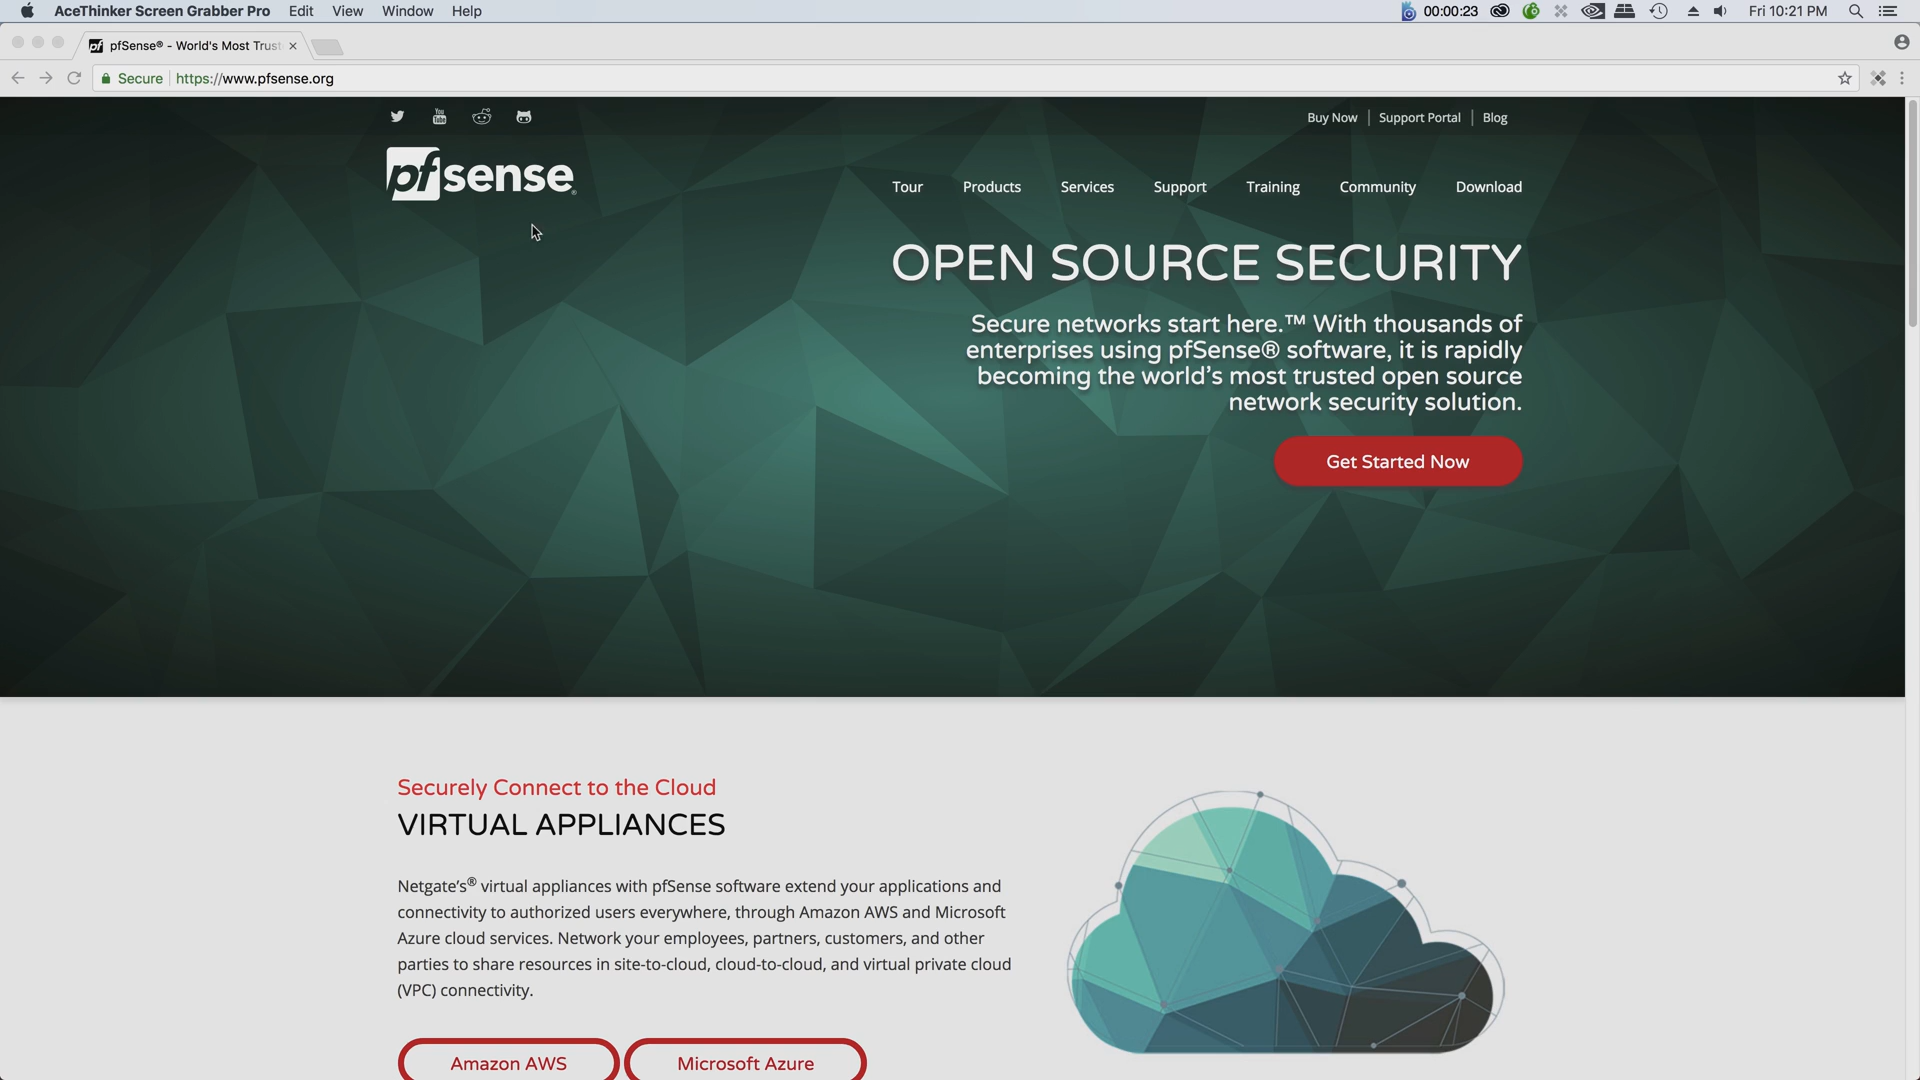 AceThinker Screen Grabber Pro Edit View Window Help 00:00:23 Fri 10:21 PM
pfSense® - World's Most Trust
Secure https://www.pfsense.org
You Tube Buy Now Support Portal Blog
pfsense®
Tour Products Services Support Training Community Download
OPEN SOURCE SECURITY
Secure networks start here.™ With thousands of
enterprises using pfSense® software, it is rapidly
becoming the world's most trusted open source
network security solution.
Get Started Now
Securely Connect to the Cloud
VIRTUAL APPLIANCES
Netgate's® virtual appliances with pfSense software extend your applications and
connectivity to authorized users everywhere, through Amazon AWS and Microsoft
Azure cloud services. Network your employees, partners, customers, and other
parties to share resources in site-to-cloud, cloud-to-cloud, and virtual private cloud
(VPC) connectivity.
Amazon AWS Microsoft Azure